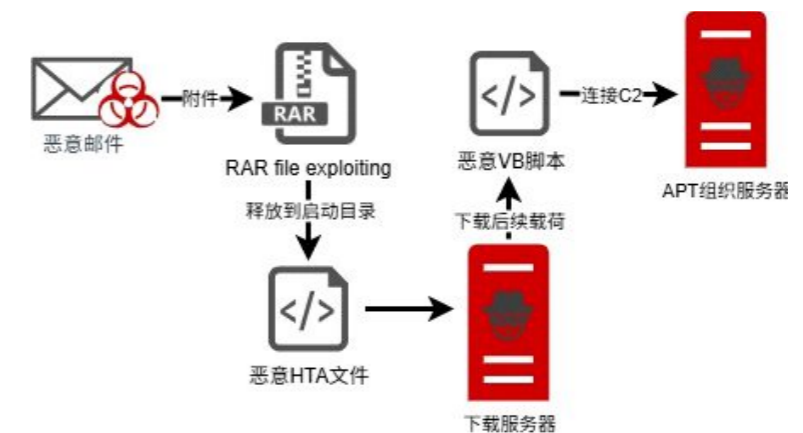 恶意邮件
附件
RAR
RAR file exploiting
释放到启动目录
</>
恶意HTA文件
下载服务器
下载后续载荷
</>
恶意VB脚本
连接C2
APT组织服务器